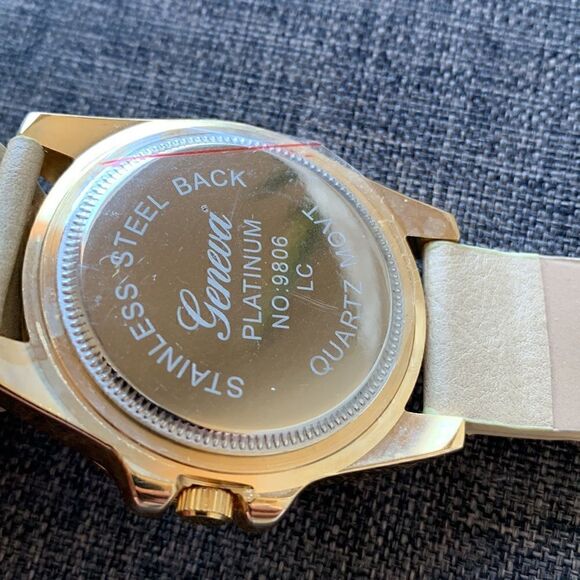 STAINLESS STEEL BACK
Geneva
PLATINUM
NO:9806
LC
QUARTZ MOVT